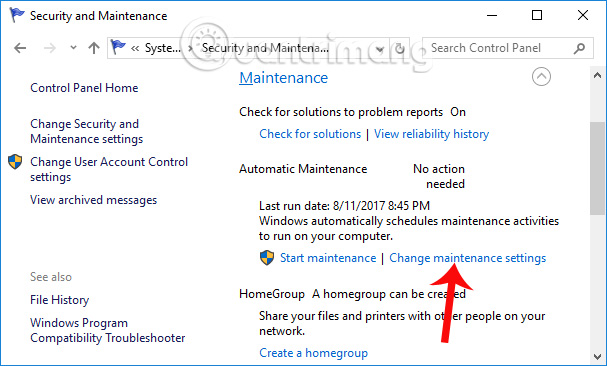 Security and Maintenance
« Syste... › Security and Maintena...
Search Control Panel
@uantrimang
Control Panel Home
Change Security and
Maintenance settings
Change User Account Control
settings
View archived messages
See also
File History
Windows Program
Compatibility Troubleshooter
Maintenance
Check for solutions to problem reports On
Check for solutions | View reliability history
Automatic Maintenance No action
needed
Last run date: 8/11/2017 8:45 PM
Windows automatically schedules maintenance activities
to run on your computer.
Start maintenance | Change maintenance settings
HomeGroup A homegroup can be created
Share your files and printers with other people on your
network.
Create a homegroup